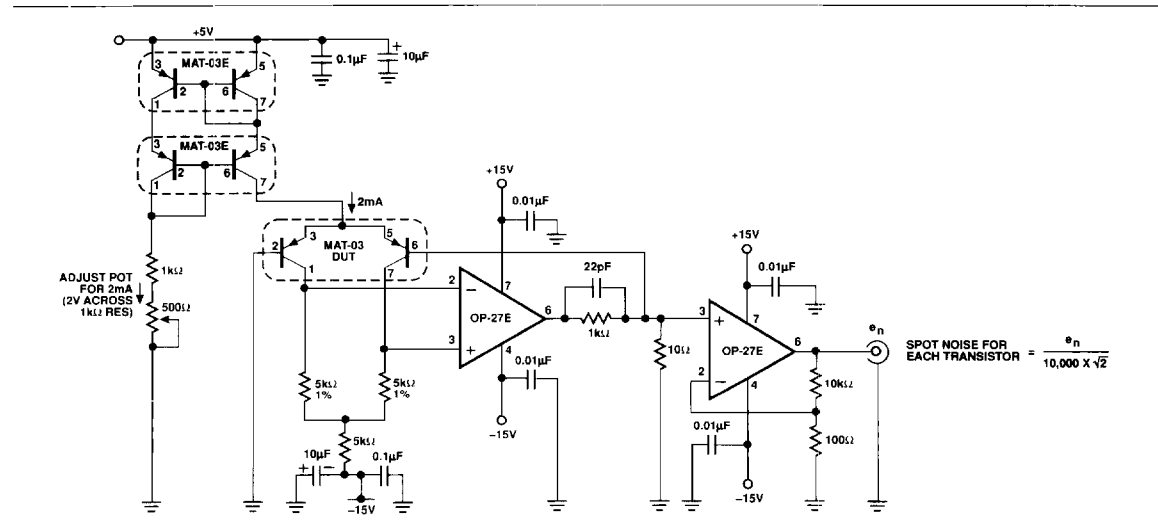 +5V
0.1µF
+
10µF
3
MAT-03E
5
2
6
1
7
3
MAT-03E
5
2
6
1
7
2mA
2
3
5
6
MAT-03
DUT
1
7
1kΩ
ADJUST POT
FOR 2mA
(2V ACROSS
1kΩ RES)
500Ω
5kΩ
1%
5kΩ
1%
5kΩ
10µF
+
−
0.1µF
−15V
+15V
0.01µF
2
−
7
OP-27E
6
3
+
4
0.01µF
−15V
22pF
1kΩ
10Ω
+15V
0.01µF
3
+
7
OP-27E
6
2
−
4
0.01µF
−15V
10kΩ
100Ω
en
SPOT NOISE FOR
EACH TRANSISTOR = en / 10,000 X √2